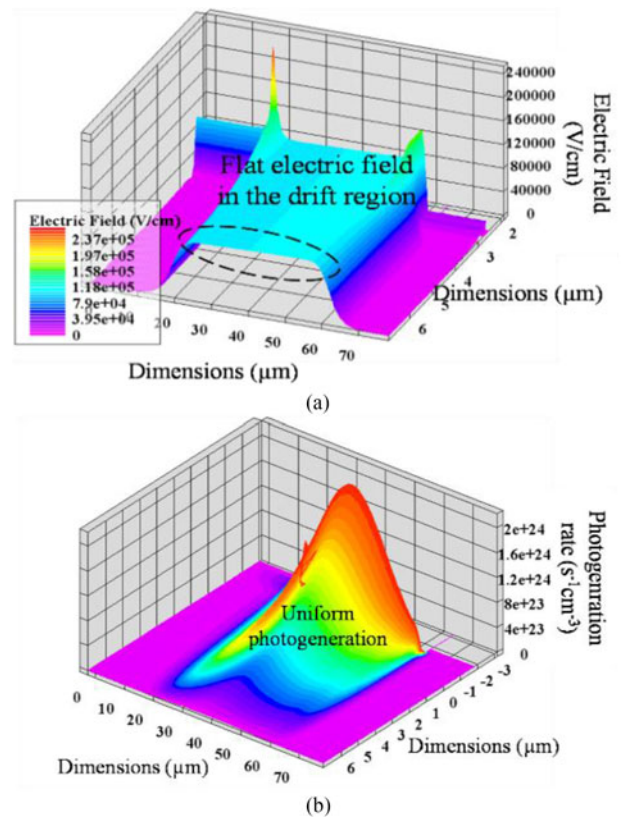 240000
200000
160000
120000
80000
40000
0
Electric Field
(V/cm)
Flat electric field
in the drift region
Electric Field (V/cm)
2.37e+05
1.97e+05
1.58e+05
1.18e+05
7.9e+04
3.95e+04
0
2
3
4
5
6
Dimensions (μm)
20
30
40
50
60
70
Dimensions (μm)
(a)
2e+24
1.6e+24
1.2e+24
8e+23
4e+23
0
Photogenration
rate (s-1cm-3)
Uniform
photogeneration
-3
-2
-1
0
1
2
3
4
5
6
Dimensions (μm)
0
10
20
30
40
50
60
70
Dimensions (μm)
(b)